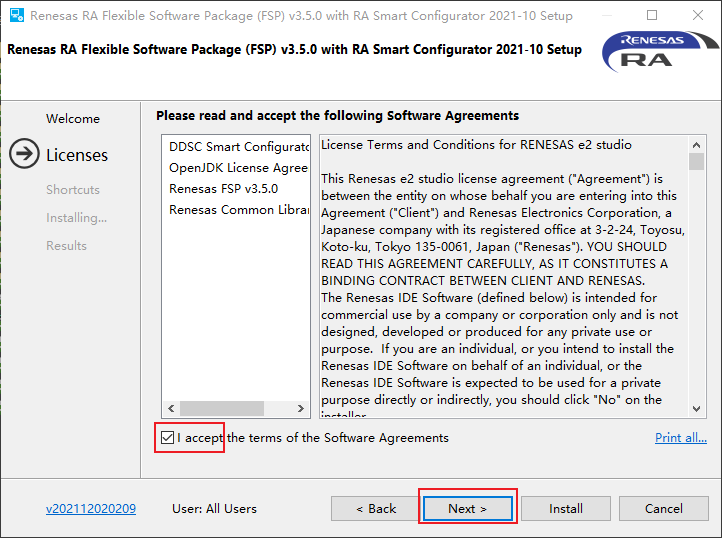 Renesas RA Flexible Software Package (FSP) v3.5.0 with RA Smart Configurator 2021-10 Setup
Renesas RA Flexible Software Package (FSP) v3.5.0 with RA Smart Configurator 2021-10 Setup
RENESAS
RA
Welcome
Licenses
Shortcuts
Installing...
Results
Please read and accept the following Software Agreements
DDSC Smart Configurato
OpenJDK License Agree
Renesas FSP v3.5.0
Renesas Common Librar
License Terms and Conditions for RENESAS e2 studio
This Renesas e2 studio license agreement ("Agreement") is
between the entity on whose behalf you are entering into this
Agreement ("Client") and Renesas Electronics Corporation, a
Japanese company with its registered office at 3-2-24, Toyosu,
Koto-ku, Tokyo 135-0061, Japan ("Renesas"). YOU SHOULD
READ THIS AGREEMENT CAREFULLY, AS IT CONSTITUTES A
BINDING CONTRACT BETWEEN CLIENT AND RENESAS.
The Renesas IDE Software (defined below) is intended for
commercial use by a company or corporation only and is not
designed, developed or produced for any private use or
purpose.  If you are an individual, or you intend to install the
Renesas IDE Software on behalf of an individual, or the
Renesas IDE Software is expected to be used for a private
purpose directly or indirectly, you should click "No" on the
installer.
I accept the terms of the Software Agreements
Print all...
v202112020209
User: All Users
< Back
Next >
Install
Cancel